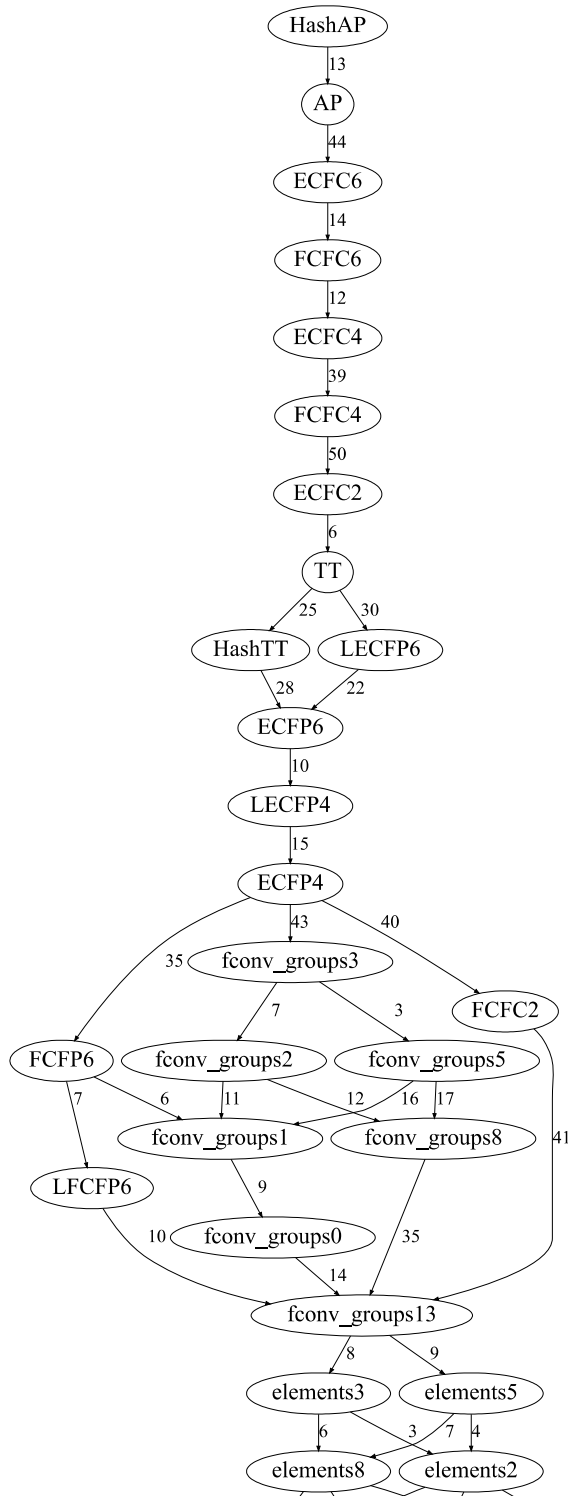 HashAP
13
AP
44
ECFC6
14
FCFC6
12
ECFC4
39
FCFC4
50
ECFC2
6
TT
25 30
HashTT LECFP6
28 22
ECFP6
10
LECFP4
15
ECFP4
43 40
35
fconv_groups3
7 3
FCFC2
FCFP6 fconv_groups2 fconv_groups5
7 6 11 12 16 17
fconv_groups1 fconv_groups8
41
LFCFP6
9
10 fconv_groups0 35
14
fconv_groups13
8 9
elements3 elements5
6 3 7 4
elements8 elements2